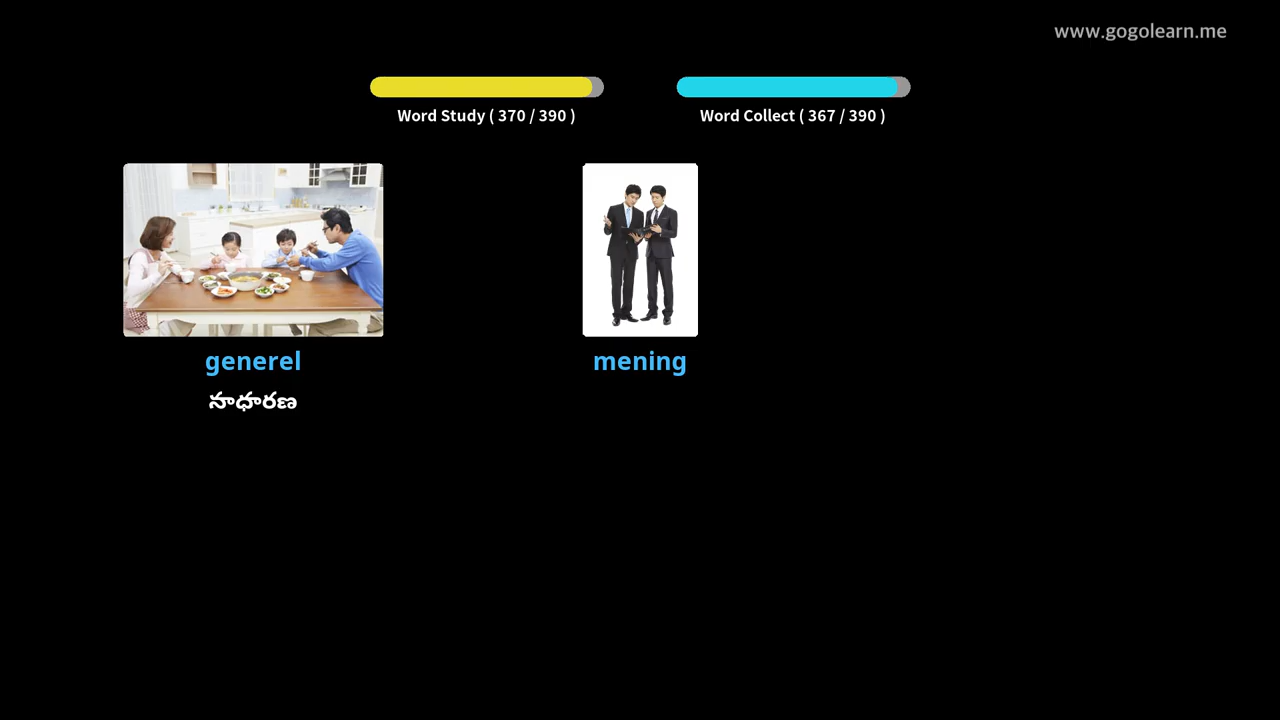 www.gogolearn.me
Word Study ( 370 / 390 )
Word Collect ( 367 / 390 )
generel
mening
సాధారణ